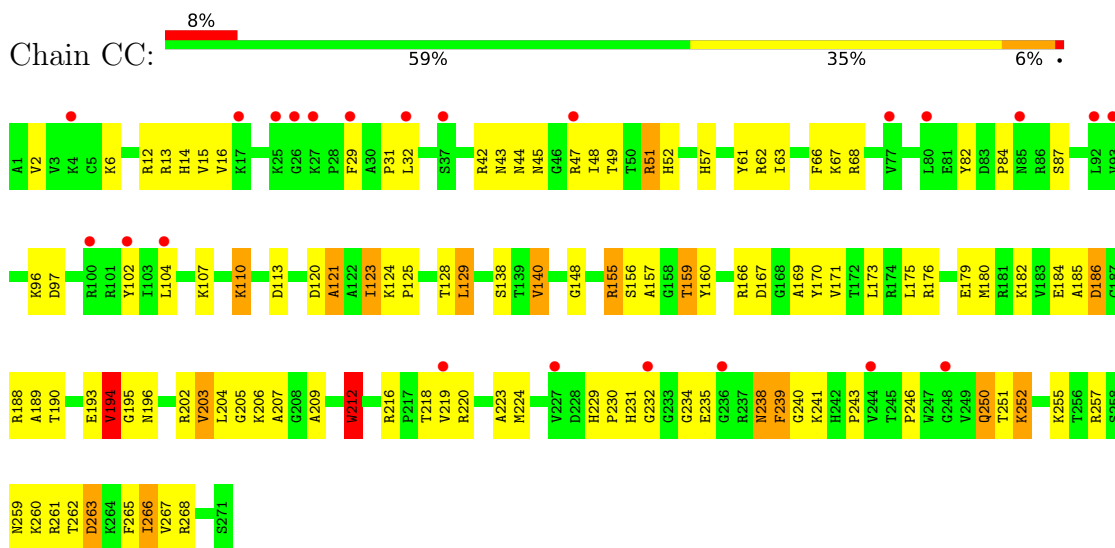 8%
Chain CC:
59% 35% 6% •
A1 V2 V3 K4 C5 K6 R12 R13 H14 V15 V16 K17 K25 G26 K27 P28 F29 A30 P31 L32 S37 R42 N43 N44 N45 G46 R47 I48 T49 T50 R51 H52 H57 Y61 R62 I63 F66 K67 R68 V77 L80 E81 Y82 D83 P84 N85 R86 S87 L92 V93
K96 D97 R100 R101 Y102 I103 L104 K107 K110 D113 D120 A121 A122 I123 K124 P125 T128 L129 S138 T139 V140 G148 R155 S156 A157 G158 T159 Y160 R166 D167 G168 A169 Y170 V171 T172 L173 R174 L175 R176 E179 M180 R181 K182 V183 E184 A185 D186 G187
R188 A189 T190 E193 V194 G195 N196 R202 V203 L204 G205 K206 A207 G208 A209 W212 R216 P217 T218 V219 R220 A223 M224 V227 D228 H229 P230 H231 G232 G233 G234 E235 G236 R237 N238 F239 G240 K241 H242 P243 V244 T245 P246 W247 G248 V249 Q250 T251 K252 K255 T256 R257 S258
N259 K260 R261 T262 D263 K264 F265 I266 V267 R268 S271